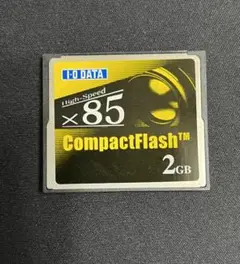 I-O DATA
High-Speed
×85
CompactFlash™
2GB